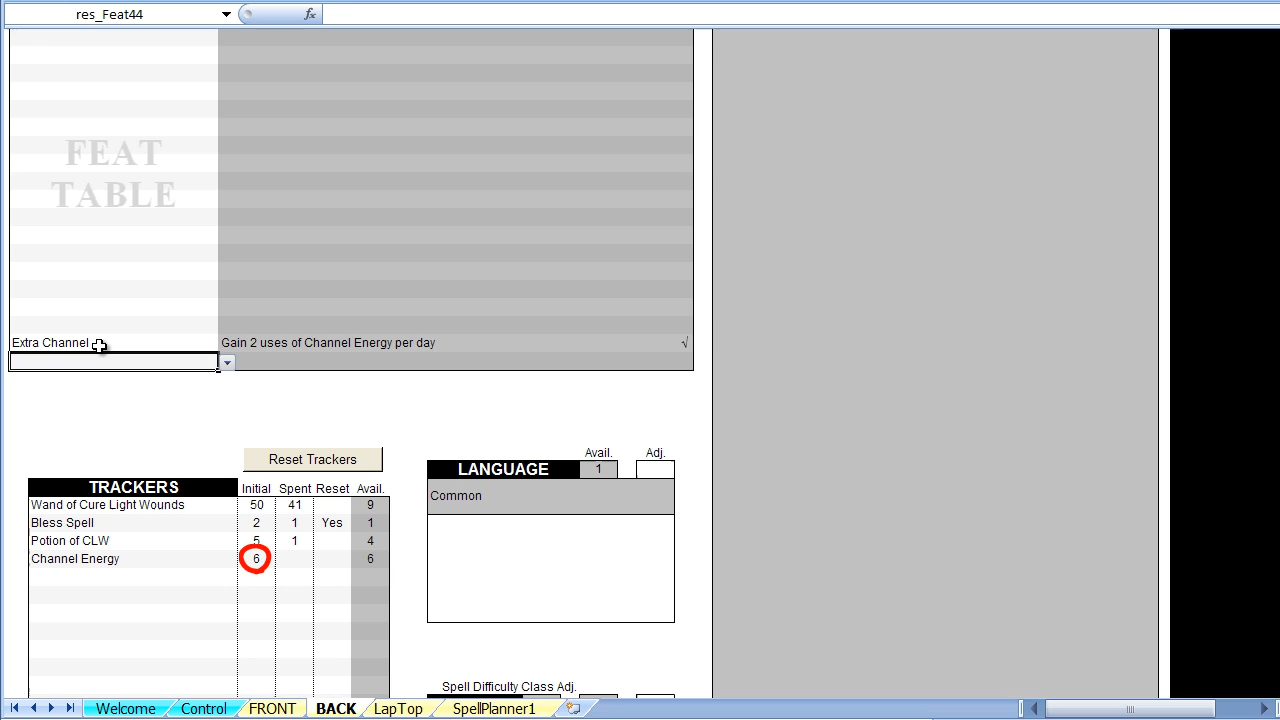 res_Feat44 fx
FEAT
TABLE
Extra Channel Gain 2 uses of Channel Energy per day √
Reset Trackers
TRACKERS Initial Spent Reset Avail.
Wand of Cure Light Wounds 50 41 9
Bless Spell 2 1 Yes 1
Potion of CLW 5 1 4
Channel Energy 6 6
Avail. Adj.
LANGUAGE 1
Common
Spell Difficulty Class Adj.
Welcome Control FRONT BACK LapTop SpellPlanner1